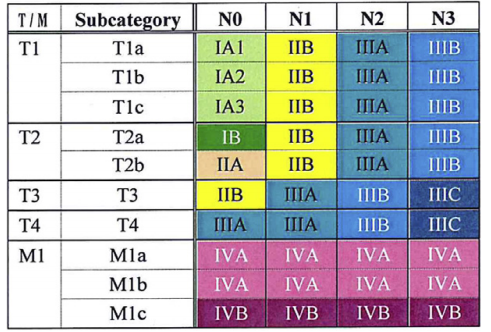 T/M Subcategory N0 N1 N2 N3
T1 T1a IA1 IIB IIIA IIIB
T1b IA2 IIB IIIA IIIB
T1c IA3 IIB IIIA IIIB
T2 T2a IB IIB IIIA IIIB
T2b IIA IIB IIIA IIIB
T3 T3 IIB IIIA IIIB IIIC
T4 T4 IIIA IIIA IIIB IIIC
M1 M1a IVA IVA IVA IVA
M1b IVA IVA IVA IVA
M1c IVB IVB IVB IVB